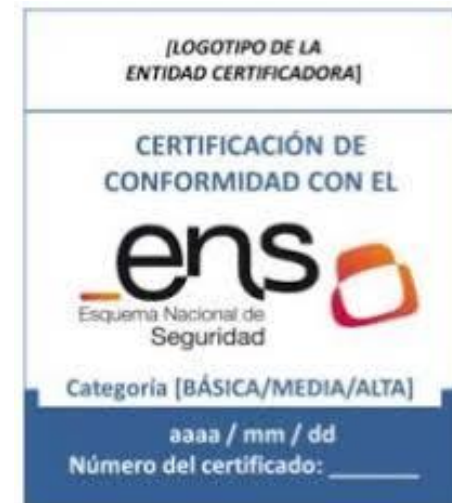 [LOGOTIPO DE LA
ENTIDAD CERTIFICADORA]
CERTIFICACIÓN DE
CONFORMIDAD CON EL
_ens
Esquema Nacional de
Seguridad
Categoría [BÁSICA/MEDIA/ALTA]
aaaa / mm / dd
Número del certificado: _______